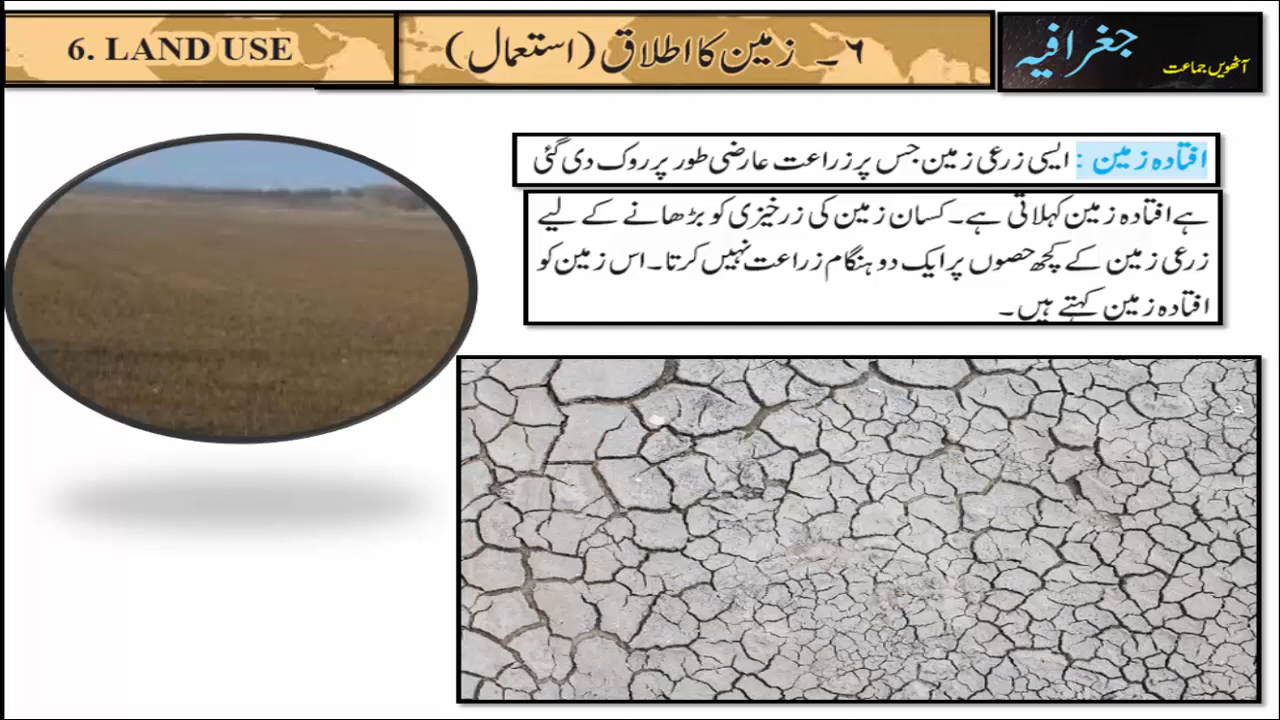 جغرافیہ
آٹھویں جماعت
۶۔ زمین کا اطلاق (استعمال)
6. LAND USE
افتادہ زمین : ایسی زرعی زمین جس پر زراعت عارضی طور پر روک دی گئی
ہے افتادہ زمین کہلاتی ہے۔ کسان زمین کی زرخیزی کو بڑھانے کے لیے
زرعی زمین کے کچھ حصوں پر ایک دو ہنگام زراعت نہیں کرتا۔ اس زمین کو
افتادہ زمین کہتے ہیں۔